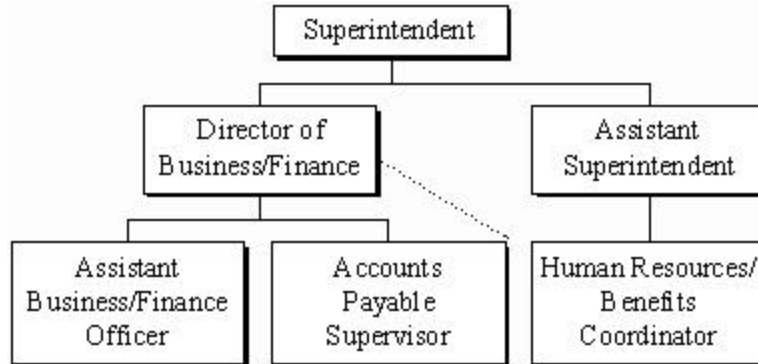 Superintendent
Director of
Business/Finance
Assistant
Superintendent
Assistant
Business/Finance
Officer
Accounts
Payable
Supervisor
Human Resources/
Benefits
Coordinator